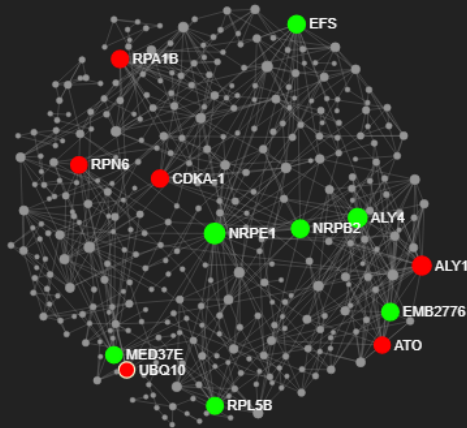 EFS
RPA1B
RPN6
CDKA-1
ALY4
NRPB2
NRPE1
ALY1
EMB2776
ATO
MED37E
UBQ10
RPL5B